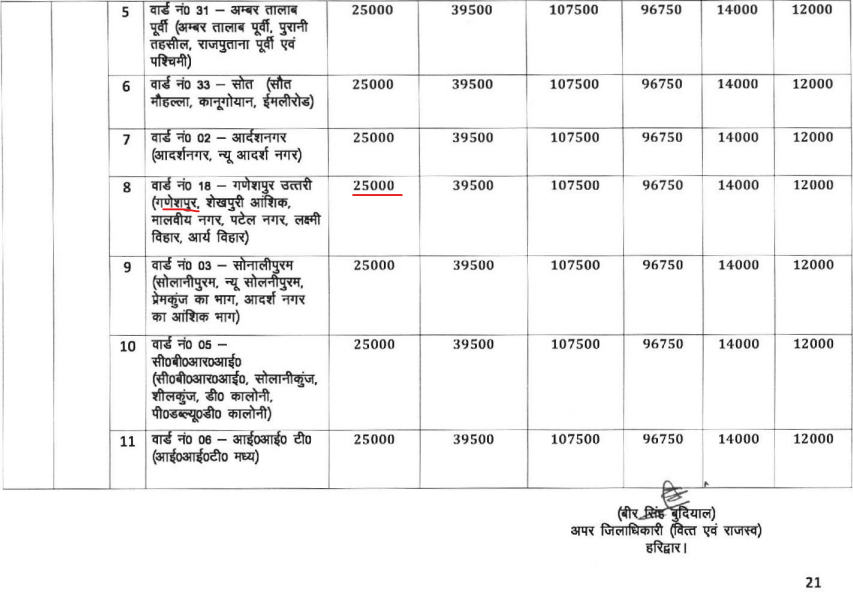 5 वार्ड नं0 31 – अम्बर तालाब 25000 39500 107500 96750 14000 12000
पूर्वी (अम्बर तालाब पूर्वी, पुरानी
तहसील, राजपुताना पूर्वी एवं
पश्चिमी)
6 वार्ड नं0 33 – सोत (सौत 25000 39500 107500 96750 14000 12000
मौहल्ला, कानूगोयान, ईमलीरोड)
7 वार्ड नं0 02 – आर्दशनगर 25000 39500 107500 96750 14000 12000
(आदर्शनगर, न्यू आदर्श नगर)
8 वार्ड नं0 18 – गणेशपुर उत्तरी 25000 39500 107500 96750 14000 12000
(गणेशपुर, शेखपुरी आंशिक,
मालवीय नगर, पटेल नगर, लक्ष्मी
विहार, आर्य विहार)
9 वार्ड नं0 03 – सोनालीपुरम 25000 39500 107500 96750 14000 12000
(सोलानीपुरम, न्यू सोलनीपुरम,
प्रेमकुंज का भाग, आदर्श नगर
का आंशिक भाग)
10 वार्ड नं0 05 – 25000 39500 107500 96750 14000 12000
सी0बी0आर0आई0
(सी0बी0आर0आई0, सोलानीकुंज,
शीलकुंज, डी0 कालोनी,
पी0डब्ल्यू0डी0 कालोनी)
11 वार्ड नं0 06 – आई0आई0 टी0 25000 39500 107500 96750 14000 12000
(आई0आई0टी0 मध्य)
(बीर सिंह बुदियाल)
अपर जिलाधिकारी (वित्त एवं राजस्व)
हरिद्वार।
21